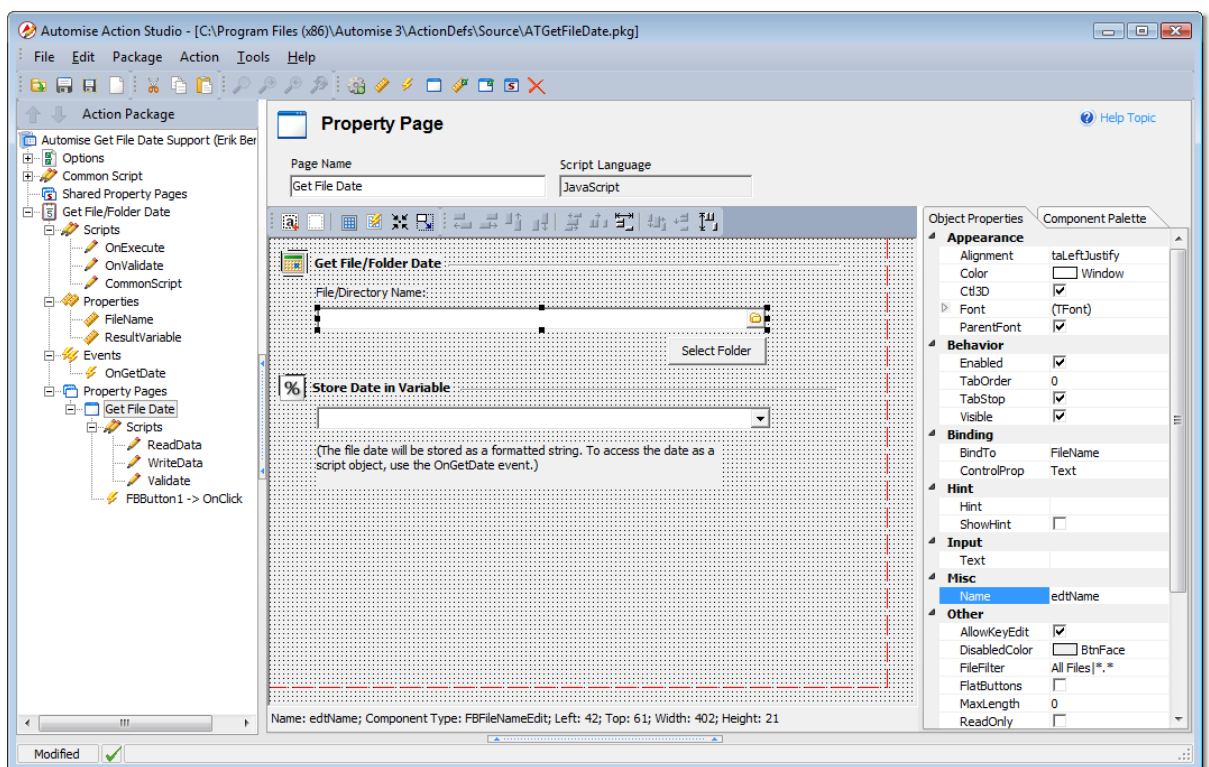 Automise Action Studio - [C:\Program Files (x86)\Automise 3\ActionDefs\Source\ATGetFileDate.pkg]
File Edit Package Action Tools Help
Action Package
Automise Get File Date Support (Erik Ber
Options
Common Script
Shared Property Pages
Get File/Folder Date
Scripts
OnExecute
OnValidate
CommonScript
Properties
FileName
ResultVariable
Events
OnGetDate
Property Pages
Get File Date
Scripts
ReadData
WriteData
Validate
FBButton1 -> OnClick
Property Page
Help Topic
Page Name
Script Language
Get File Date
JavaScript
Get File/Folder Date
File/Directory Name:
Select Folder
% Store Date in Variable
(The file date will be stored as a formatted string. To access the date as a
script object, use the OnGetDate event.)
Name: edtName; Component Type: FBFileNameEdit; Left: 42; Top: 61; Width: 402; Height: 21
Object Properties Component Palette
Appearance
Alignment taLeftJustify
Color Window
Ctl3D
Font (TFont)
ParentFont
Behavior
Enabled
TabOrder 0
TabStop
Visible
Binding
BindTo FileName
ControlProp Text
Hint
Hint
ShowHint
Input
Text
Misc
Name edtName
Other
AllowKeyEdit
DisabledColor BtnFace
FileFilter All Files|*.*
FlatButtons
MaxLength 0
ReadOnly
Modified